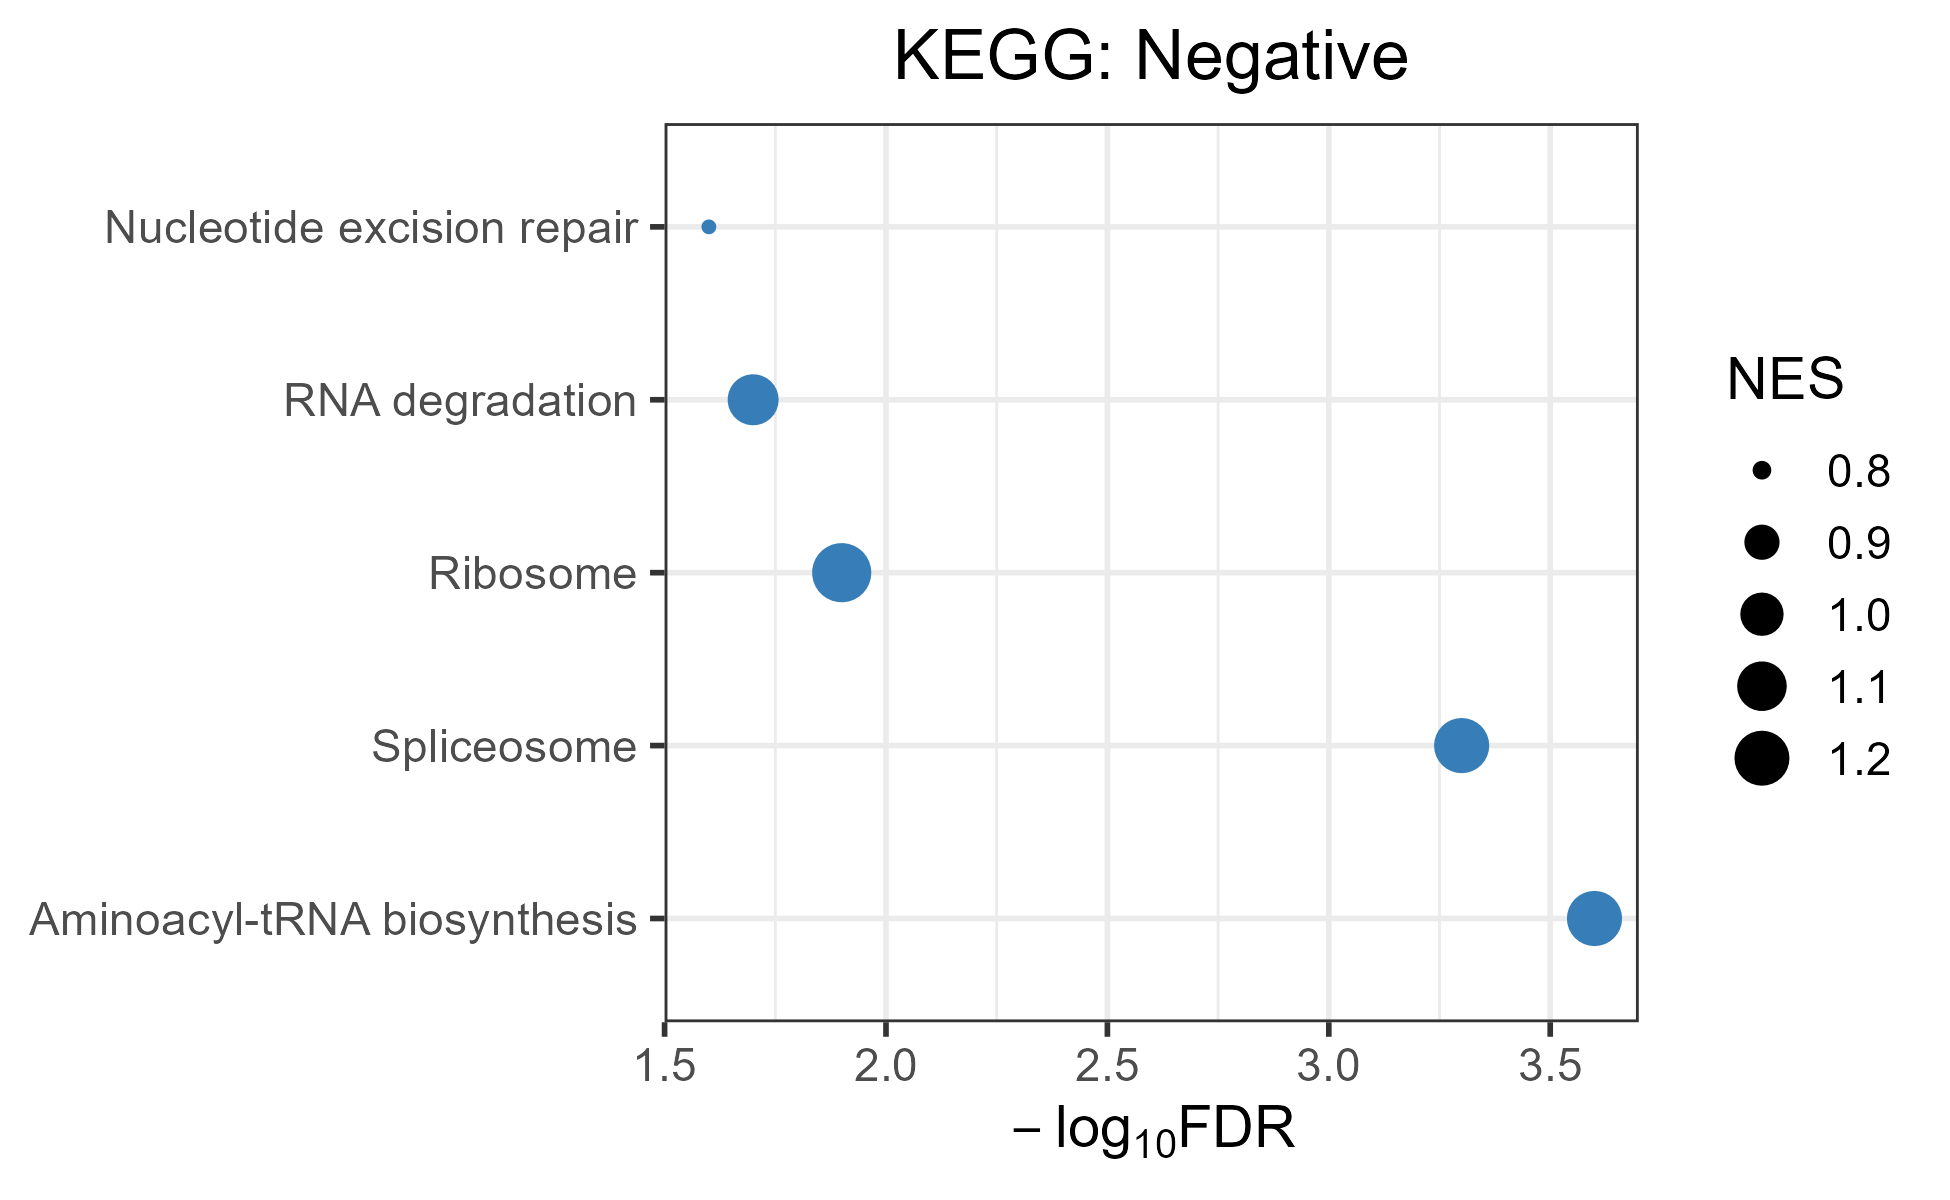 KEGG: Negative
Nucleotide excision repair
RNA degradation
Ribosome
Spliceosome
Aminoacyl-tRNA biosynthesis
1.5 2.0 2.5 3.0 3.5
− log₁₀FDR
NES
0.8
0.9
1.0
1.1
1.2